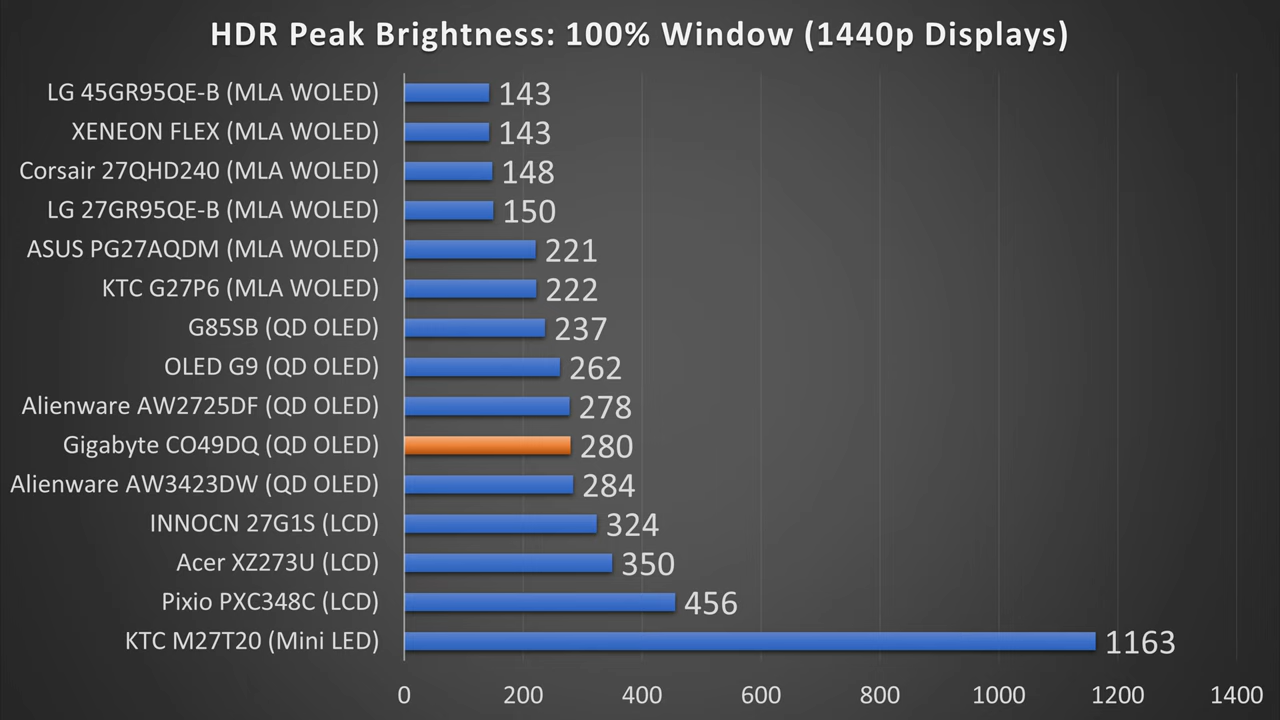 HDR Peak Brightness: 100% Window (1440p Displays)
LG 45GR95QE-B (MLA WOLED) 143
XENEON FLEX (MLA WOLED) 143
Corsair 27QHD240 (MLA WOLED) 148
LG 27GR95QE-B (MLA WOLED) 150
ASUS PG27AQDM (MLA WOLED) 221
KTC G27P6 (MLA WOLED) 222
G85SB (QD OLED) 237
OLED G9 (QD OLED) 262
Alienware AW2725DF (QD OLED) 278
Gigabyte CO49DQ (QD OLED) 280
Alienware AW3423DW (QD OLED) 284
INNOCN 27G1S (LCD) 324
Acer XZ273U (LCD) 350
Pixio PXC348C (LCD) 456
KTC M27T20 (Mini LED) 1163
0 200 400 600 800 1000 1200 1400